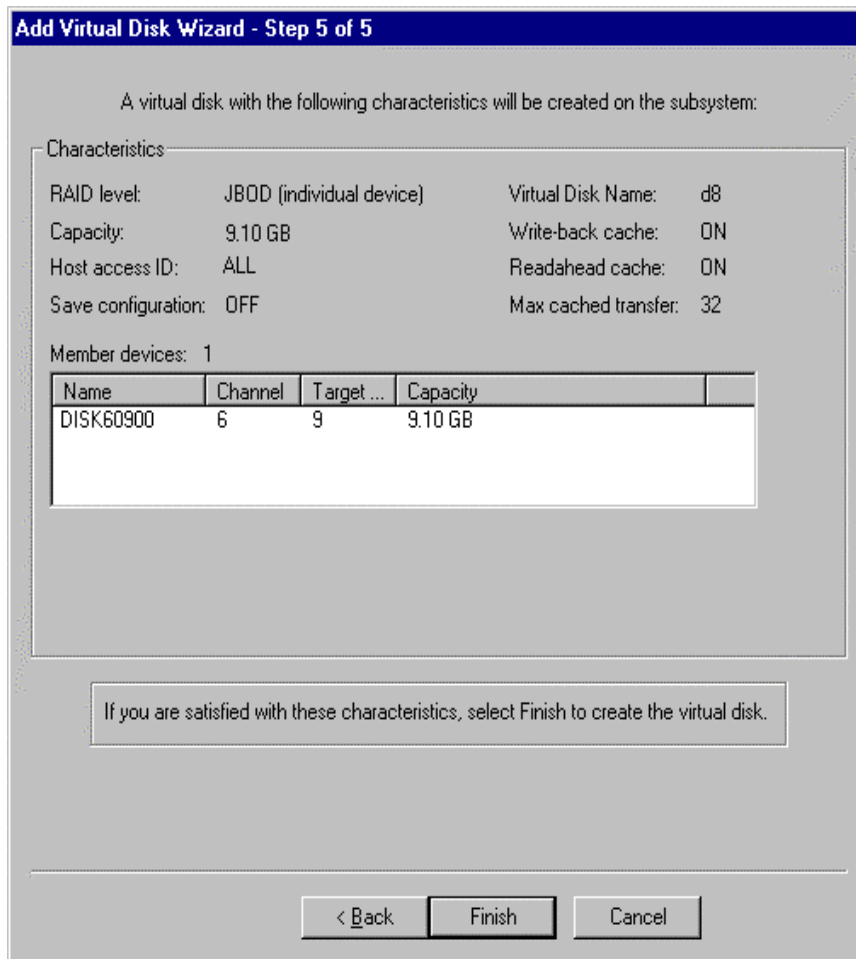 Add Virtual Disk Wizard - Step 5 of 5
A virtual disk with the following characteristics will be created on the subsystem:
Characteristics
RAID level: JBOD (individual device) Virtual Disk Name: d8
Capacity: 9.10 GB Write-back cache: ON
Host access ID: ALL Readahead cache: ON
Save configuration: OFF Max cached transfer: 32
Member devices: 1
Name Channel Target ... Capacity
DISK60900 6 9 9.10 GB
If you are satisfied with these characteristics, select Finish to create the virtual disk.
< Back Finish Cancel